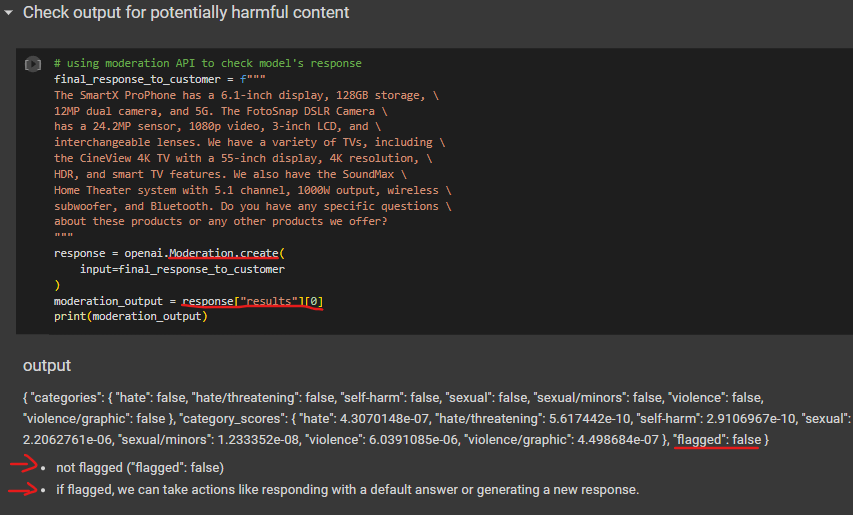 Check output for potentially harmful content
# using moderation API to check model's response
final_response_to_customer = f"""
The SmartX ProPhone has a 6.1-inch display, 128GB storage, \
12MP dual camera, and 5G. The FotoSnap DSLR Camera \
has a 24.2MP sensor, 1080p video, 3-inch LCD, and \
interchangeable lenses. We have a variety of TVs, including \
the CineView 4K TV with a 55-inch display, 4K resolution, \
HDR, and smart TV features. We also have the SoundMax \
Home Theater system with 5.1 channel, 1000W output, wireless \
subwoofer, and Bluetooth. Do you have any specific questions \
about these products or any other products we offer?
"""
response = openai.Moderation.create(
    input=final_response_to_customer
)
moderation_output = response["results"][0]
print(moderation_output)
output
{ "categories": { "hate": false, "hate/threatening": false, "self-harm": false, "sexual": false, "sexual/minors": false, "violence": false,
"violence/graphic": false }, "category_scores": { "hate": 4.3070148e-07, "hate/threatening": 5.617442e-10, "self-harm": 2.9106967e-10, "sexual":
2.2062761e-06, "sexual/minors": 1.233352e-08, "violence": 6.0391085e-06, "violence/graphic": 4.498684e-07 }, "flagged": false }
• not flagged ("flagged": false)
• if flagged, we can take actions like responding with a default answer or generating a new response.